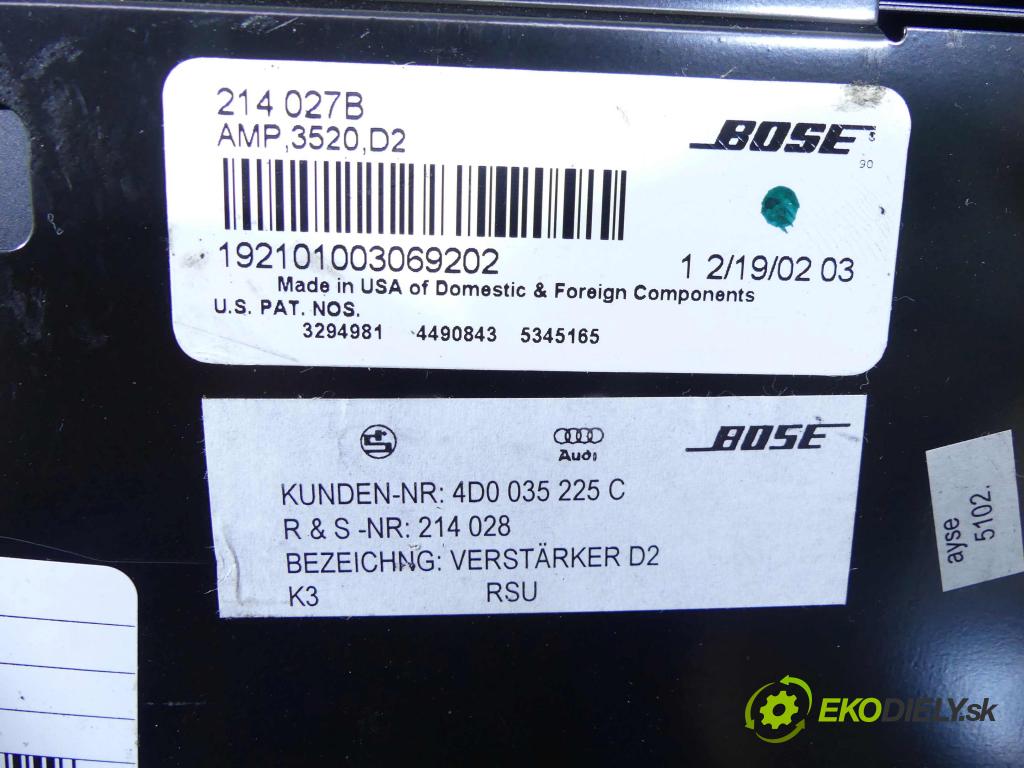 214 027B
AMP,3520,D2
BOSE
90
192101003069202
1 2/19/02 03
Made in USA of Domestic & Foreign Components
U.S. PAT. NOS.
3294981 4490843 5345165
Audi
BOSE
KUNDEN-NR: 4D0 035 225 C
R & S -NR: 214 028
BEZEICHNG: VERSTÄRKER D2
K3 RSU
ayse
5102.
EKODIELY.sk